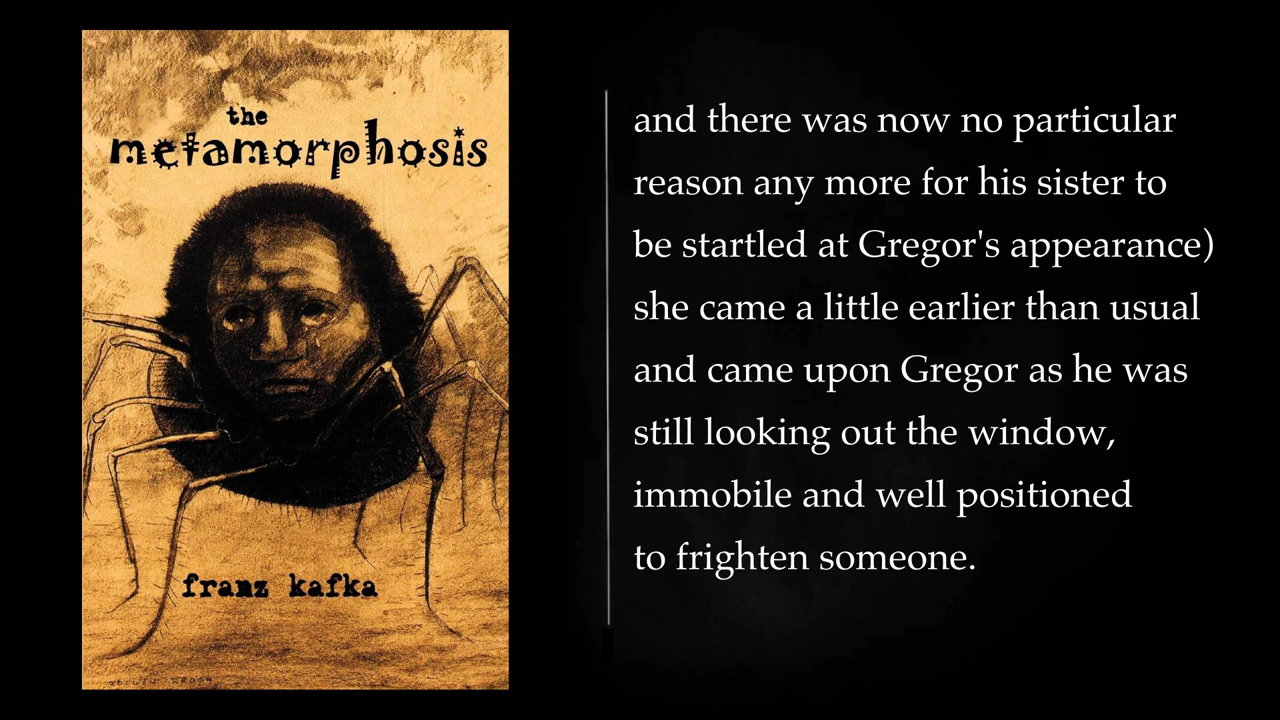 the
metamorphosis
franz kafka
and there was now no particular
reason any more for his sister to
be startled at Gregor's appearance)
she came a little earlier than usual
and came upon Gregor as he was
still looking out the window,
immobile and well positioned
to frighten someone.